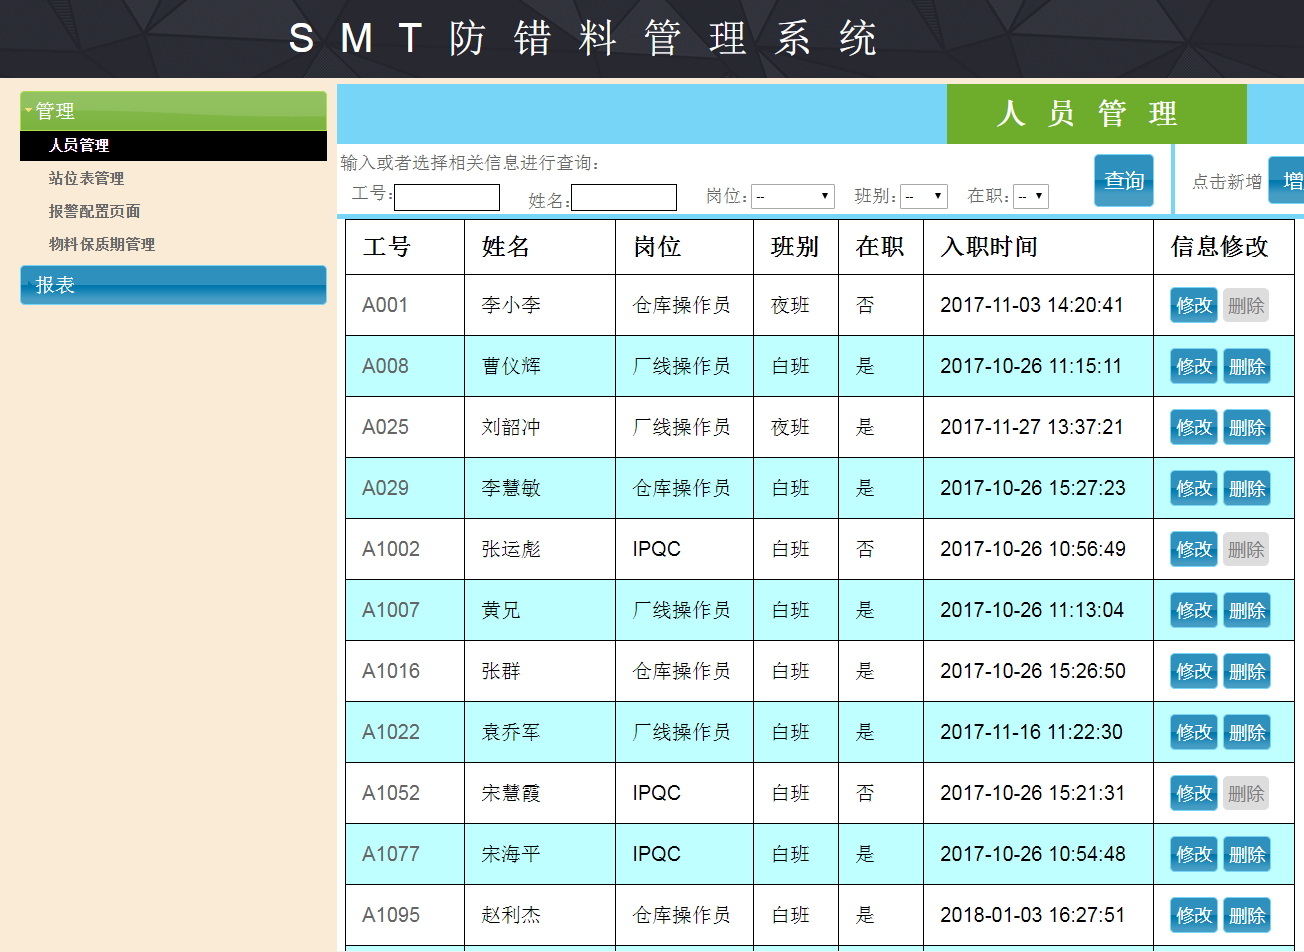 SMT防错料管理系统
管理
人员管理
站位表管理
报警配置页面
物料保质期管理
报表
人员管理
输入或者选择相关信息进行查询:
工号: 姓名: 岗位: -- 班别: -- 在职: -- 查询 点击新增
工号 姓名 岗位 班别 在职 入职时间 信息修改
A001 李小李 仓库操作员 夜班 否 2017-11-03 14:20:41 修改 删除
A008 曹仪辉 厂线操作员 白班 是 2017-10-26 11:15:11 修改 删除
A025 刘韶冲 厂线操作员 夜班 是 2017-11-27 13:37:21 修改 删除
A029 李慧敏 仓库操作员 白班 是 2017-10-26 15:27:23 修改 删除
A1002 张运彪 IPQC 白班 否 2017-10-26 10:56:49 修改 删除
A1007 黄兄 厂线操作员 白班 是 2017-10-26 11:13:04 修改 删除
A1016 张群 仓库操作员 白班 是 2017-10-26 15:26:50 修改 删除
A1022 袁乔军 厂线操作员 白班 是 2017-11-16 11:22:30 修改 删除
A1052 宋慧霞 IPQC 白班 否 2017-10-26 15:21:31 修改 删除
A1077 宋海平 IPQC 白班 是 2017-10-26 10:54:48 修改 删除
A1095 赵利杰 仓库操作员 白班 是 2018-01-03 16:27:51 修改 删除